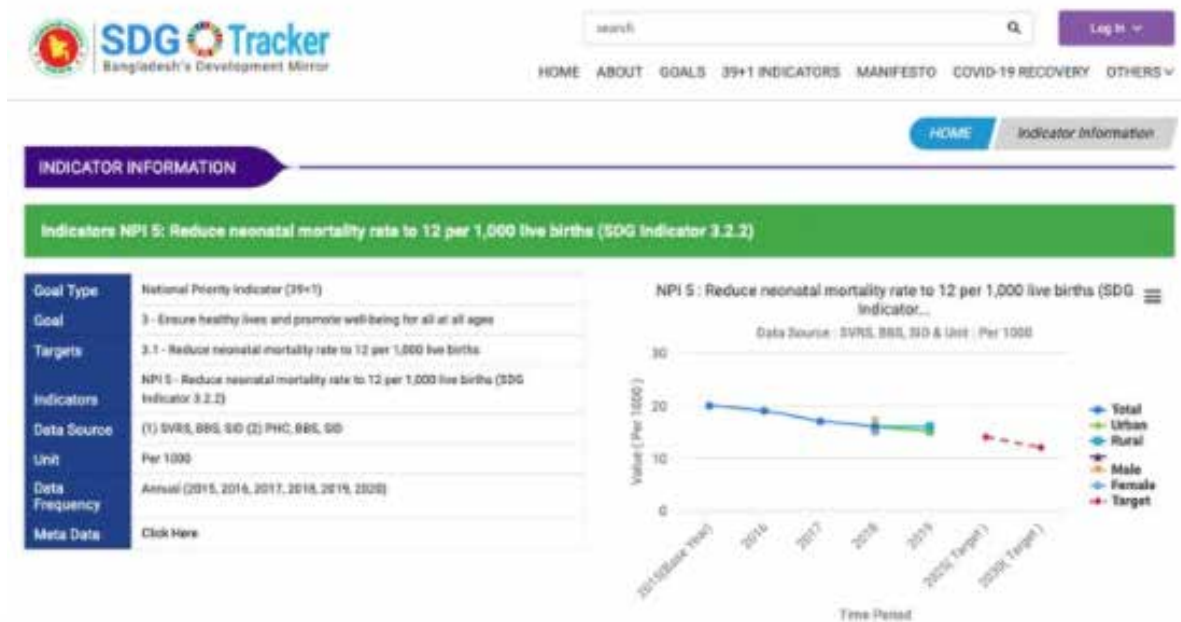 SDG Tracker
Bangladesh's Development Mirror
search
Log In
HOME ABOUT GOALS 39+1 INDICATORS MANIFESTO COVID-19 RECOVERY OTHERS
HOME Indicator Information
INDICATOR INFORMATION
Indicators NPI 5: Reduce neonatal mortality rate to 12 per 1,000 live births (SDG Indicator 3.2.2)
Goal Type National Priority Indicator (39+1)
Goal 3 - Ensure healthy lives and promote well-being for all at all ages
Targets 3.1 - Reduce neonatal mortality rate to 12 per 1,000 live births
Indicators NPI 5 - Reduce neonatal mortality rate to 12 per 1,000 live births (SDG
Indicator 3.2.2)
Data Source (1) SVRS, BBS, SID (2) PHC, BBS, SID
Unit Per 1000
Data
Frequency Annual (2015, 2016, 2017, 2018, 2019, 2020)
Meta Data Click Here
NPI 5 : Reduce neonatal mortality rate to 12 per 1,000 live births (SDG
Indicator...
Data Source : SVRS, BBS, SID & Unit : Per 1000
Value ( Per 1000 )
30
20
10
0
2015(Base Year)
2016
2017
2018
2019
2025( Target )
2030( Target )
Time Period
Total
Urban
Rural
Male
Female
Target